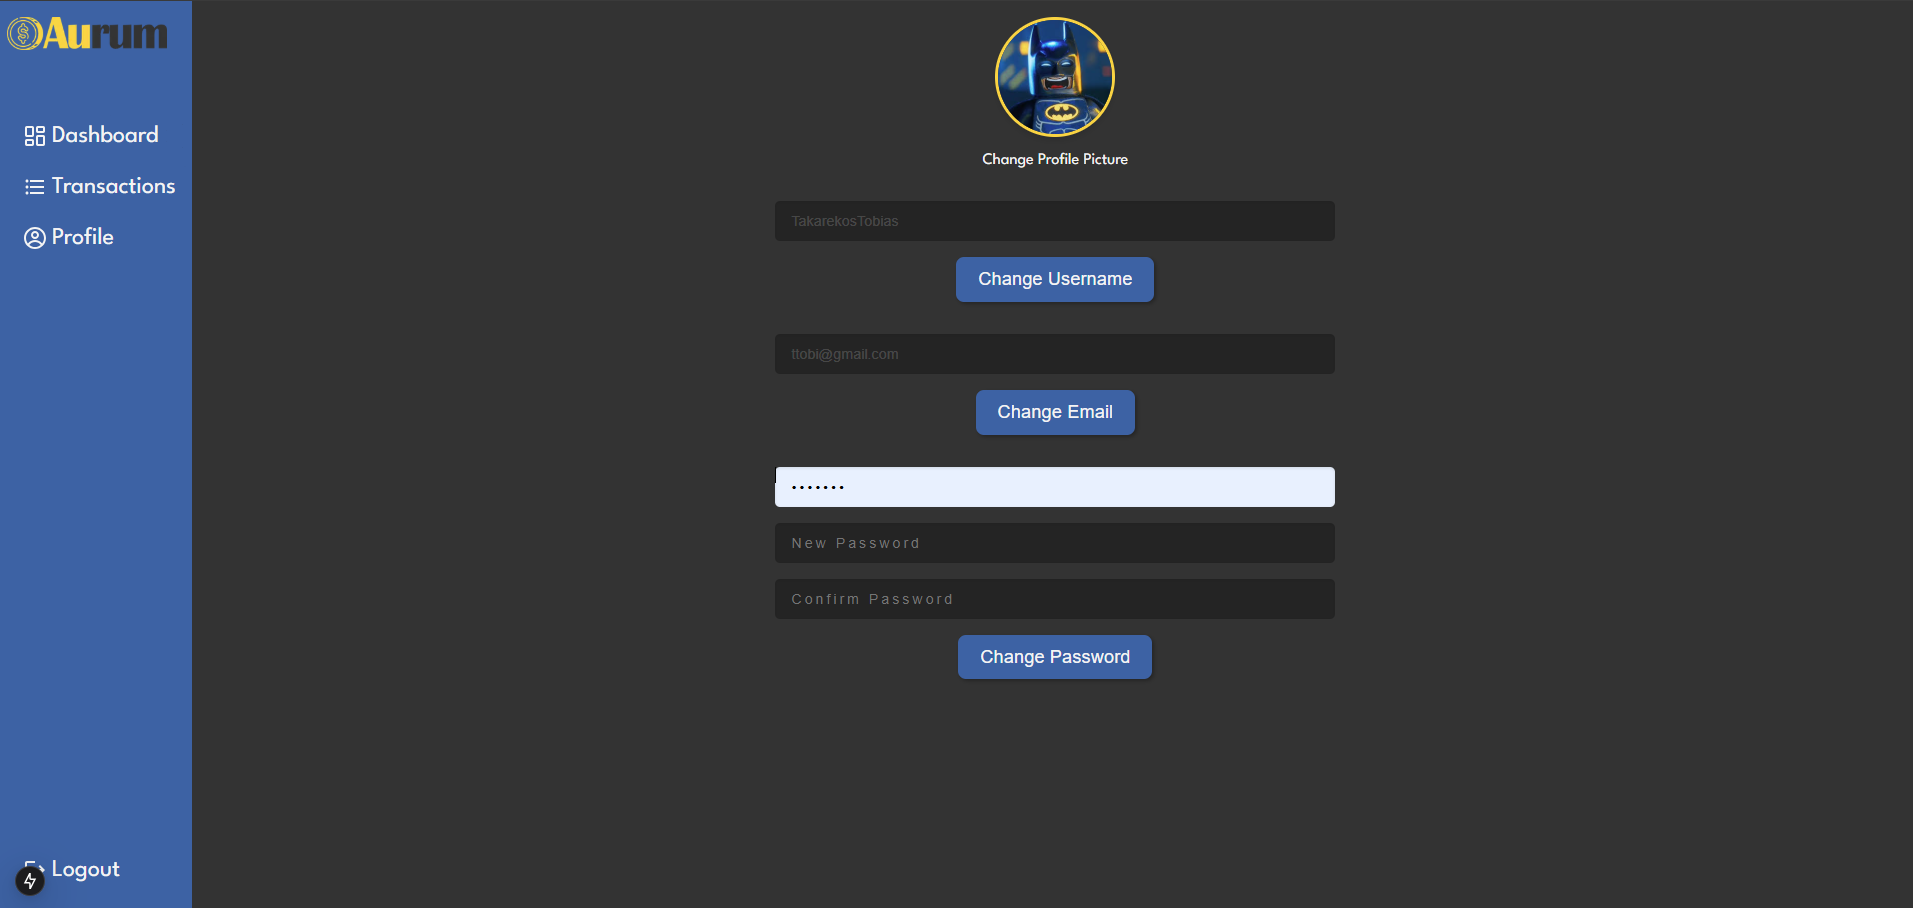 Aurum
Dashboard
Transactions
Profile
Logout
Change Profile Picture
TakarekosTobias
Change Username
ttobi@gmail.com
Change Email
•••••••
New Password
Confirm Password
Change Password